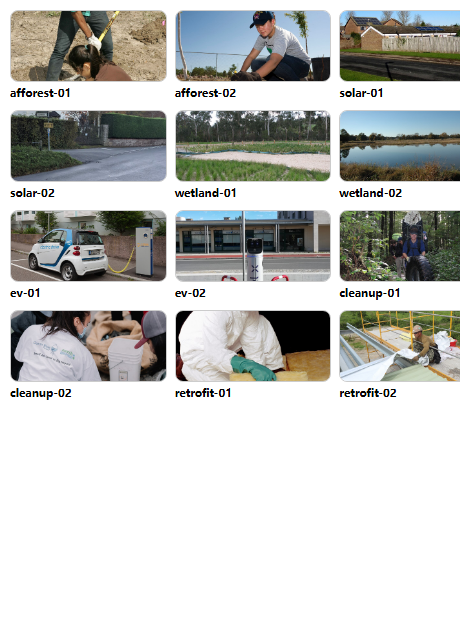 afforest-01
afforest-02
solar-01
solar-02
wetland-01
wetland-02
ev-01
ev-02
cleanup-01
cleanup-02
retrofit-01
retrofit-02